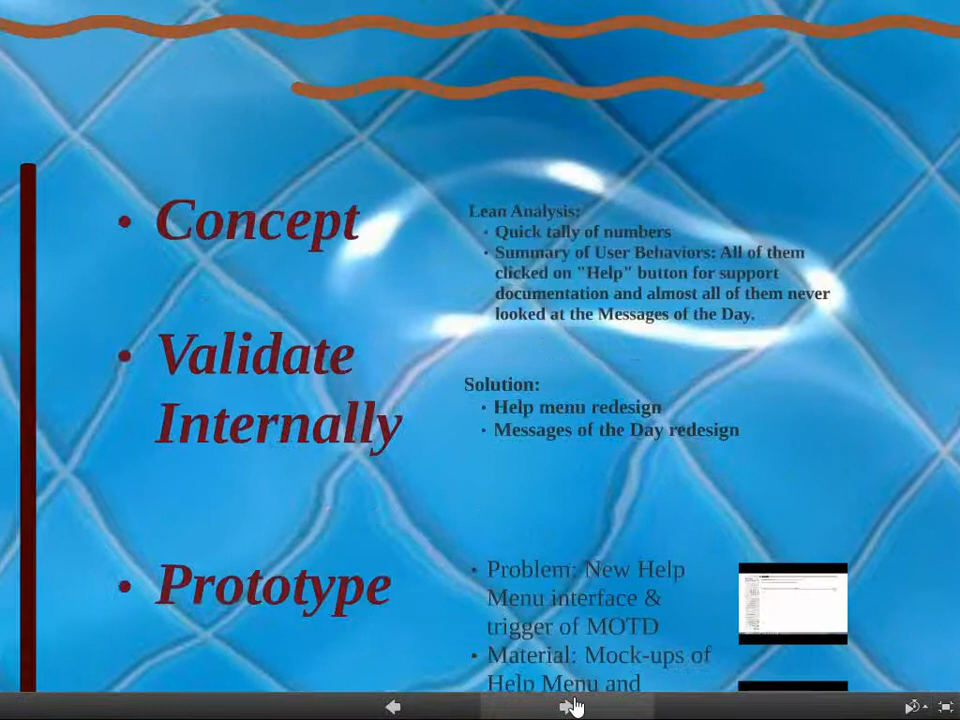 • Concept
Lean Analysis:
• Quick tally of numbers
• Summary of User Behaviors: All of them
clicked on "Help" button for support
documentation and almost all of them never
looked at the Messages of the Day.
• Validate
Internally
Solution:
• Help menu redesign
• Messages of the Day redesign
• Prototype
• Problem: New Help
Menu interface &
trigger of MOTD
• Material: Mock-ups of
Help Menu and